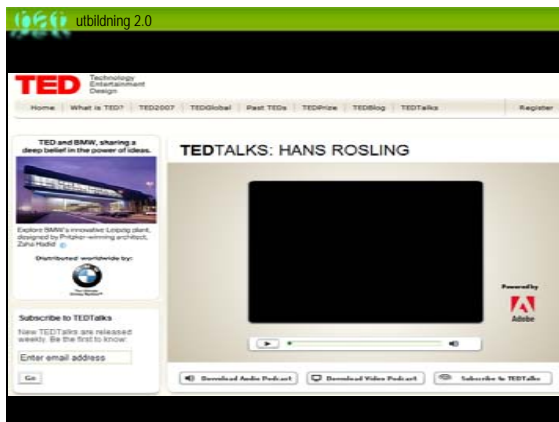 utbildning 2.0
TED Technology
Entertainment
Design
Home What is TED? TED2007 TEDGlobal Past TEDs TEDPrize TEDBlog TEDTalks Register
TED and BMW, sharing a
deep belief in the power of ideas.
Explore BMW's innovative Leipzig plant,
designed by Pritzker-winning architect,
Zaha Hadid
Distributed worldwide by:
BMW
Subscribe to TEDTalks
New TEDTalks are released
weekly. Be the first to know:
Enter email address
Go
TEDTALKS: HANS ROSLING
Powered by
Adobe
Download Audio Podcast Download Video Podcast Subscribe to TEDTalks